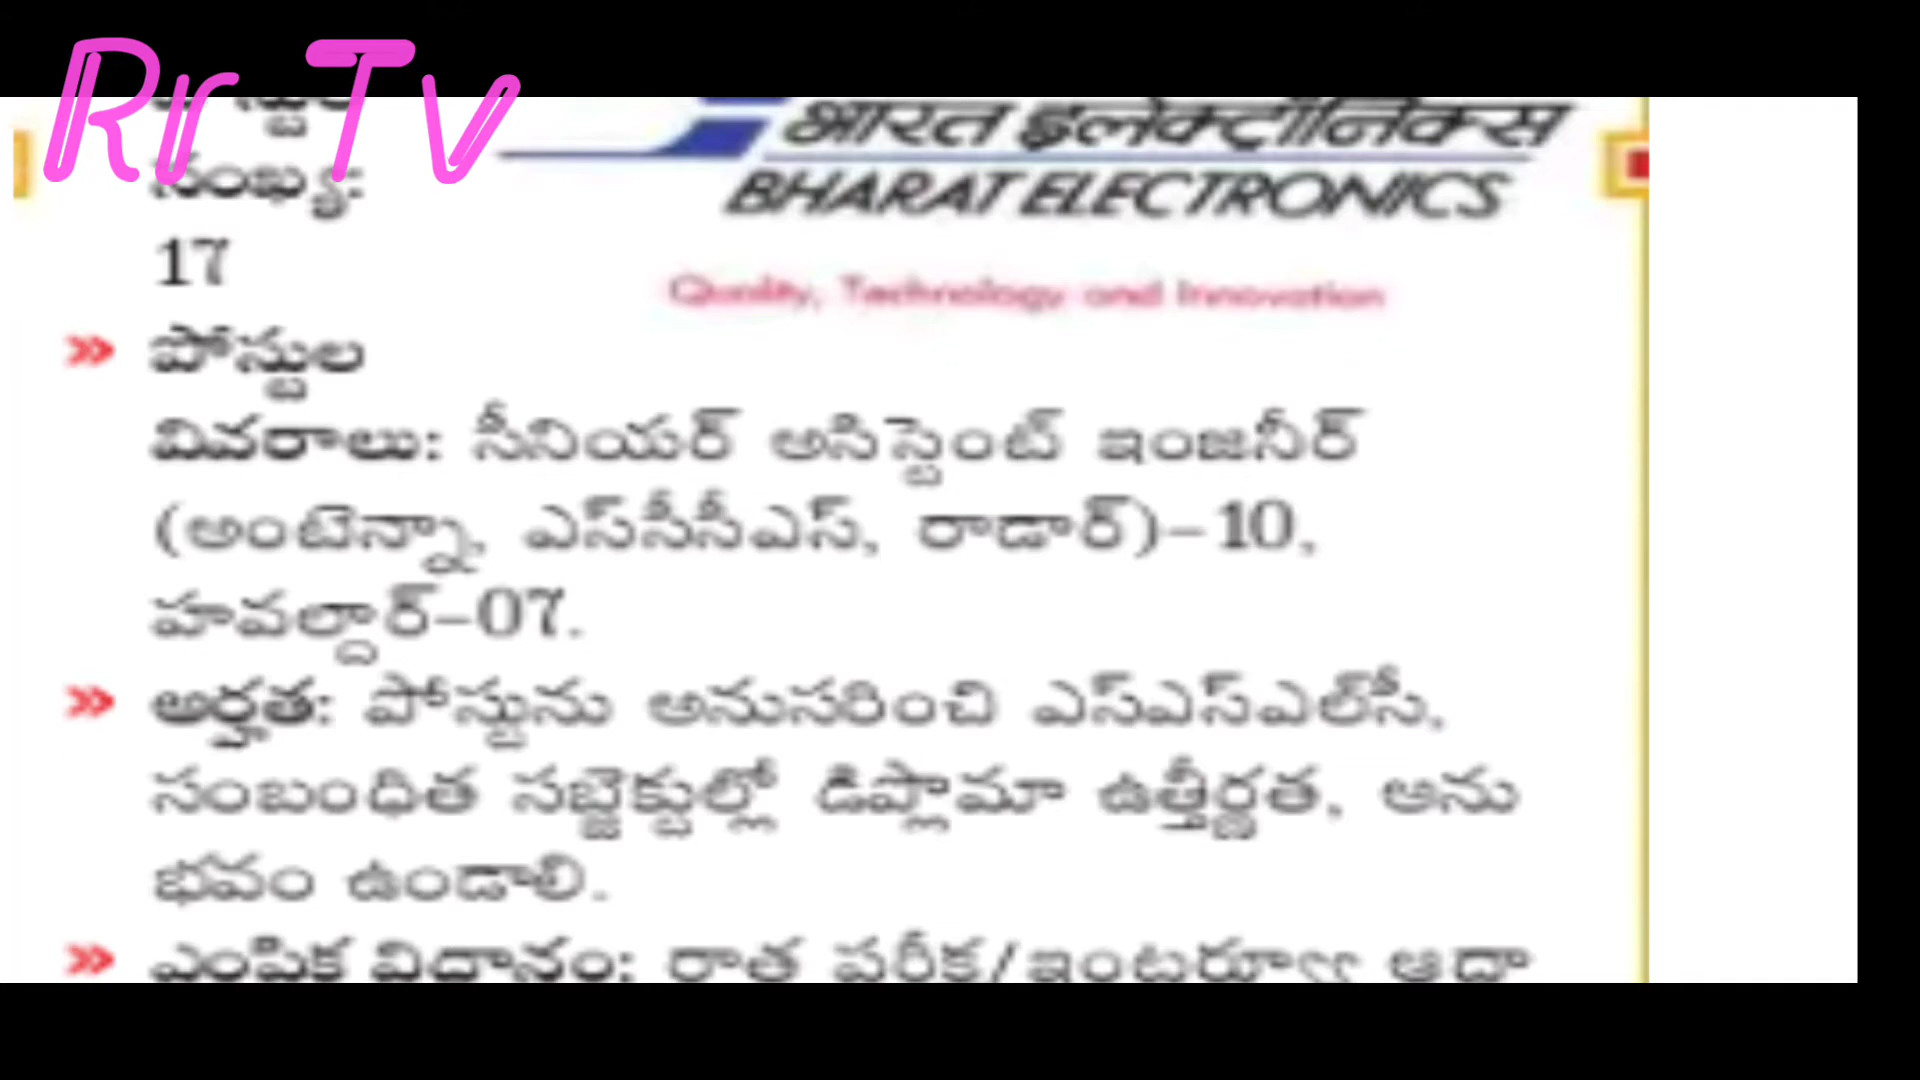 Rr Tv
भारत इलेक्ट्रॉनिक्स
సంఖ్య:
BHARAT ELECTRONICS
17
Quality, Technology and Innovation
» పోస్టుల
వివరాలు: సీనియర్ అసిస్టెంట్ ఇంజనీర్
(అంటెన్నా, ఎస్‌సీసీఎస్, రాడార్)-10,
హవల్దార్-07.
» అర్హత: పోస్టును అనుసరించి ఎస్ఎస్ఎల్‌సీ,
సంబంధిత సబ్జెక్టుల్లో డిప్లొమా ఉత్తీర్ణత, అను
భవం ఉండాలి.
» ఎంపిక విధానం: రాత పరీక్ష/ఇంటర్వ్యూ ఆధా